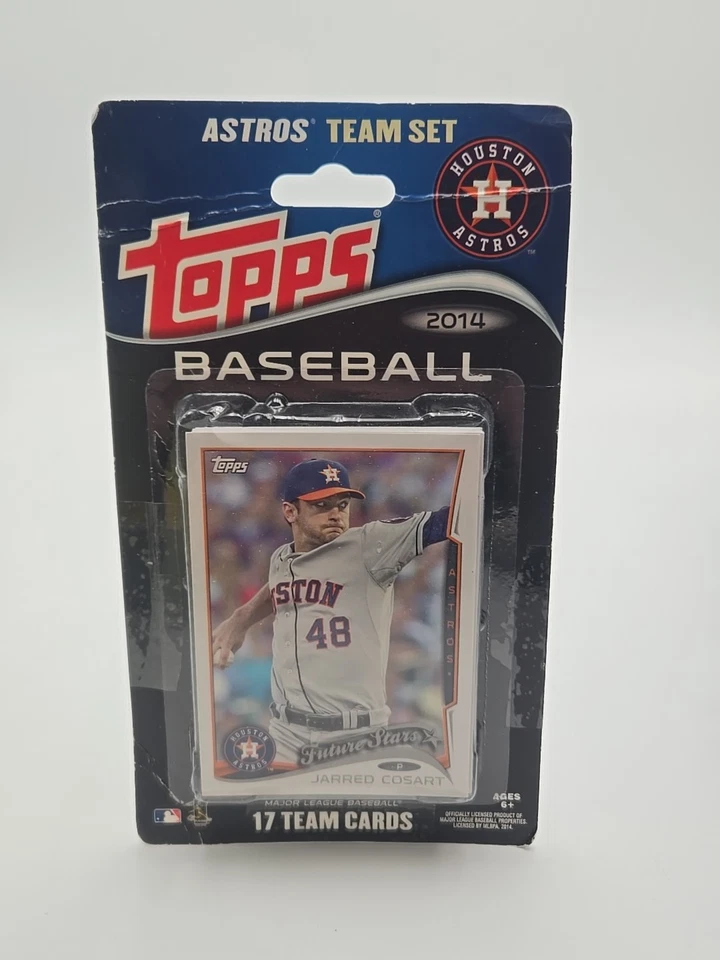 ASTROS® TEAM SET
HOUSTON
H
ASTROS
TM
TOPPS®
2014
BASEBALL
TOPPS
H
STON
48
ASTROS
HOUSTON
H
ASTROS
Future Stars
P
JARRED COSART
MAJOR LEAGUE BASEBALL
17 TEAM CARDS
AGES
6+
OFFICIALLY LICENSED PRODUCT OF
MAJOR LEAGUE BASEBALL PROPERTIES.
LICENSED BY MLBPA, 2014.